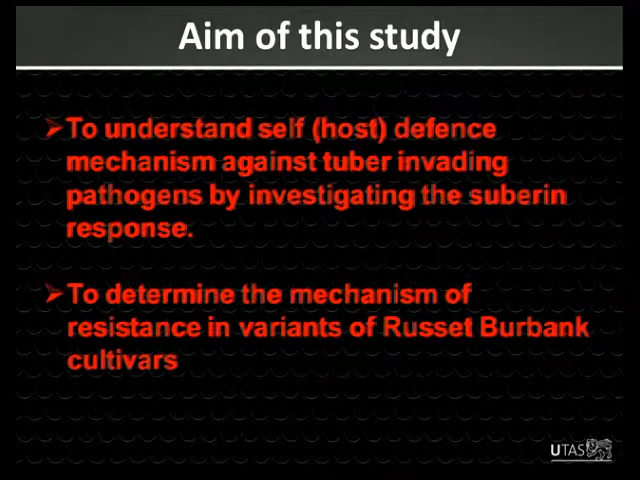 Aim of this study
➢To understand self (host) defence
mechanism against tuber invading
pathogens by investigating the suberin
response.
➢To determine the mechanism of
resistance in variants of Russet Burbank
cultivars
UTAS